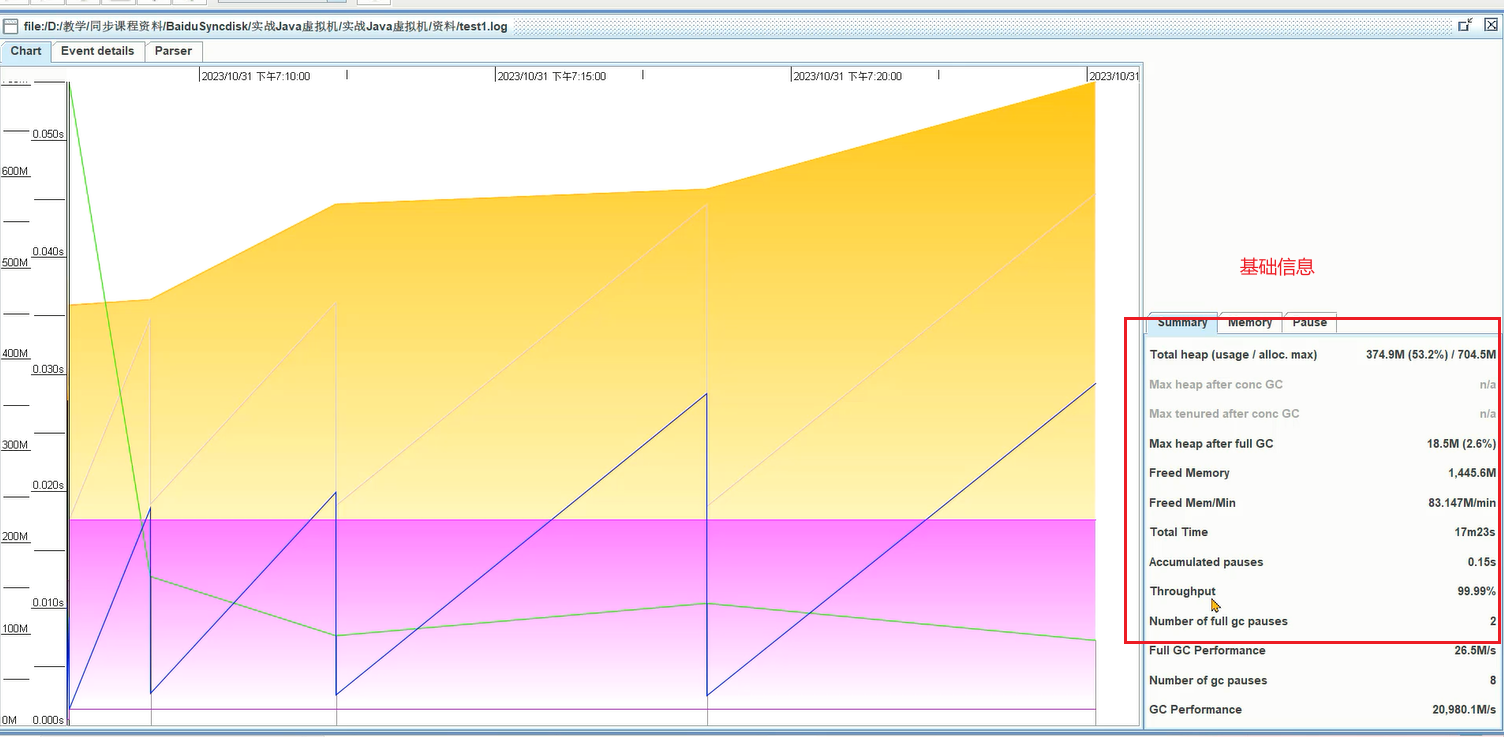 file:/D:/教学/同步课程资料/BaiduSyncdisk/实战Java虚拟机/实战Java虚拟机/资料/test1.log
Chart Event details Parser
2023/10/31 下午7:10:00 2023/10/31 下午7:15:00 2023/10/31 下午7:20:00 2023/10/31
0.050s
600M
0.040s
500M
0.030s
400M
300M
0.020s
200M
0.010s
100M
0M 0.000s
基础信息
Summary Memory Pause
Total heap (usage / alloc. max) 374.9M (53.2%) / 704.5M
Max heap after conc GC n/a
Max tenured after conc GC n/a
Max heap after full GC 18.5M (2.6%)
Freed Memory 1,445.6M
Freed Mem/Min 83.147M/min
Total Time 17m23s
Accumulated pauses 0.15s
Throughput 99.99%
Number of full gc pauses 2
Full GC Performance 26.5M/s
Number of gc pauses 8
GC Performance 20,980.1M/s